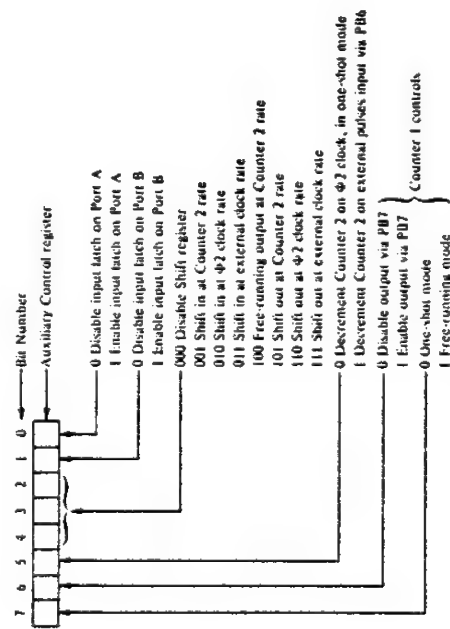 7 6 5 4 3 2 1 0 Bit Number
Auxiliary Control register
0 Disable input latch on Port A
1 Enable input latch on Port A
0 Disable input latch on Port B
1 Enable input latch on Port B
000 Disable Shift register
001 Shift in at Counter 2 rate
010 Shift in at Φ2 clock rate
011 Shift in at external clock rate
100 Free-running output at Counter 2 rate
101 Shift out at Counter 2 rate
110 Shift out at Φ2 clock rate
111 Shift out at external clock rate
0 Decrement Counter 2 on Φ2 clock, in one-shot mode
1 Decrement Counter 2 on external pulses input via PB6
0 Disable output via PB7
1 Enable output via PB7
0 One-shot mode
1 Free-running mode
Counter 1 controls